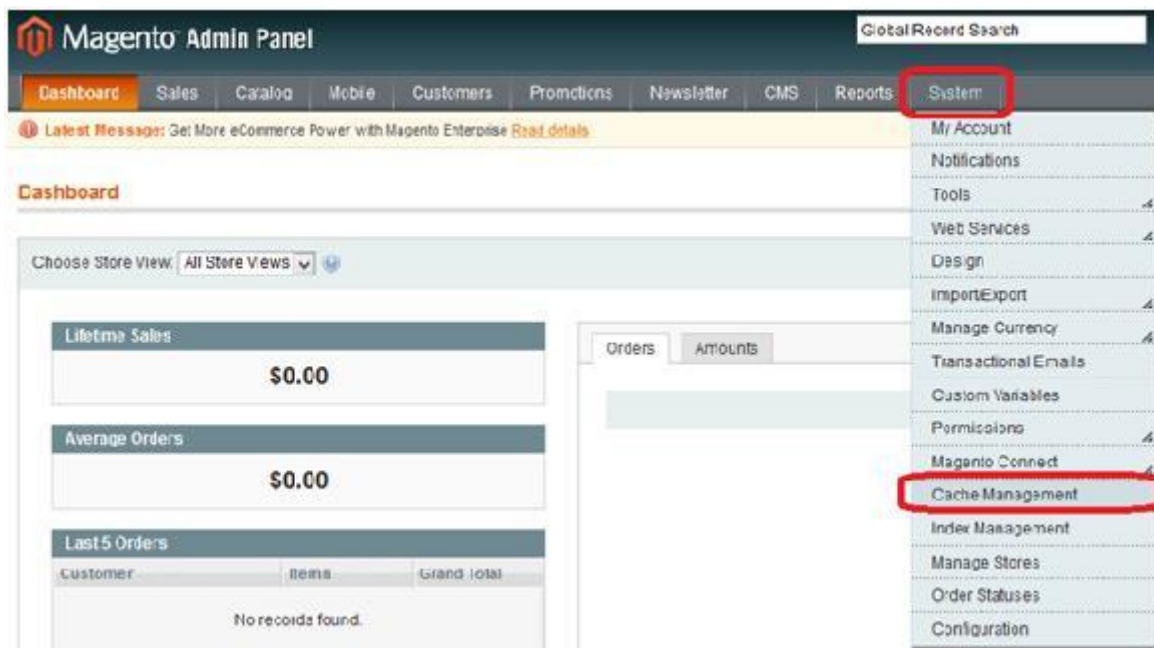 Magento Admin Panel
Global Record Search
Dashboard Sales Catalog Mobile Customers Promotions Newsletter CMS Reports System
Latest Message: Get More eCommerce Power with Magento Enterprise Read details
My Account
Notifications
Dashboard
Tools
Web Services
Choose Store View: All Store Views
Design
Import/Export
Manage Currency
Transactional Emails
Custom Variables
Permissions
Magento Connect
Cache Management
Index Management
Manage Stores
Order Statuses
Configuration
Lifetime Sales
$0.00
Average Orders
$0.00
Last 5 Orders
Customer Items Grand Total
No records found.
Orders Amounts